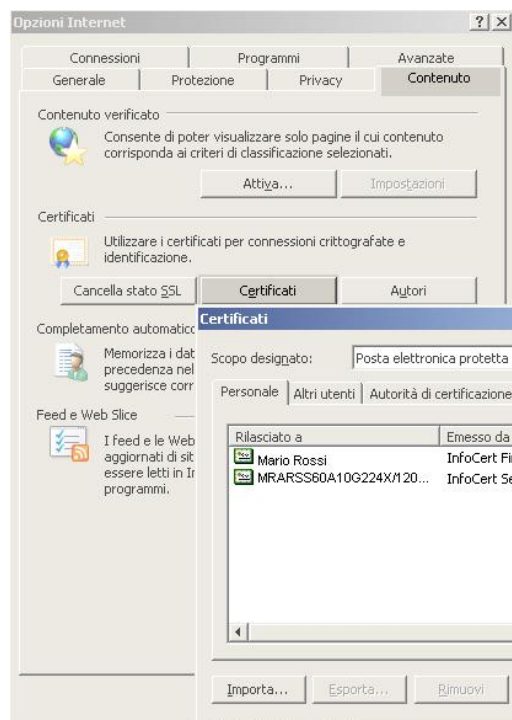 Opzioni Internet
Connessioni Programmi Avanzate
Generale Protezione Privacy Contenuto
Contenuto verificato
Consente di poter visualizzare solo pagine il cui contenuto
corrisponda ai criteri di classificazione selezionati.
Attiva... Impostazioni
Certificati
Utilizzare i certificati per connessioni crittografate e
identificazione.
Cancella stato SSL Certificati Autori
Completamento automatico
Memorizza i dat
precedenza nel
suggerisce corr
Feed e Web Slice
I feed e le Web
aggiornati di sit
essere letti in Ir
programmi.
Certificati
Scopo designato: Posta elettronica protetta
Personale Altri utenti Autorità di certificazione
Rilasciato a Emesso da
Mario Rossi InfoCert Fi
MRARSS60A10G224X/120... InfoCert Se
Importa... Esporta... Rimuovi